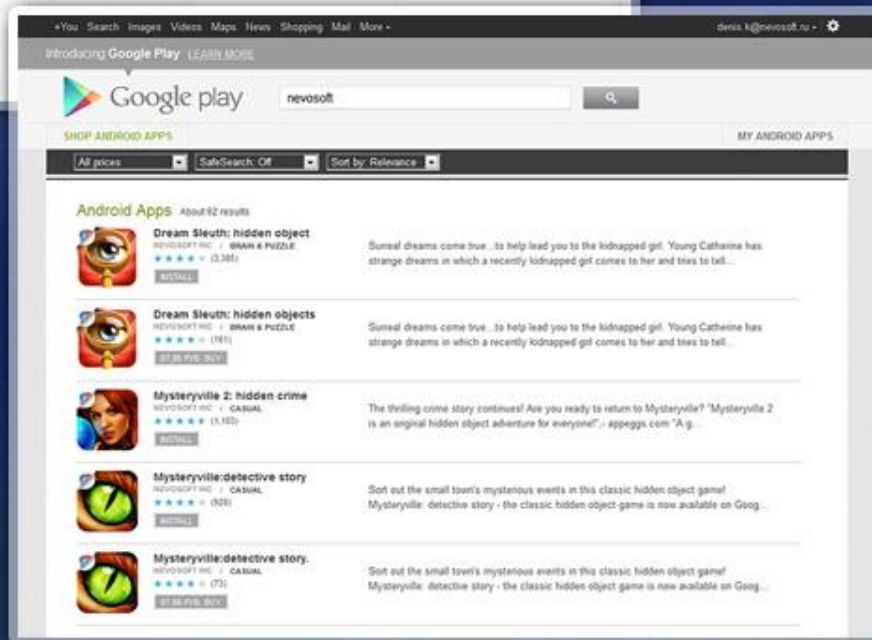 +You Search Images Videos Maps News Shopping Mail More
denis.k@nevosoft.ru
Introducing Google Play LEARN MORE
Google play
nevosoft
SHOP ANDROID APPS
MY ANDROID APPS
All prices
SafeSearch: Off
Sort by: Relevance
Android Apps About 62 results
Dream Sleuth: hidden object
NEVOSOFT INC / BRAIN & PUZZLE
INSTALL
Surreal dreams come true...to help lead you to the kidnapped girl. Young Catherine has
strange dreams in which a recently kidnapped girl comes to her and tries to tell...
Dream Sleuth: hidden objects
NEVOSOFT INC / BRAIN & PUZZLE
(161)
BUY
Surreal dreams come true...to help lead you to the kidnapped girl. Young Catherine has
strange dreams in which a recently kidnapped girl comes to her and tries to tell...
Mysteryville 2: hidden crime
NEVOSOFT INC / CASUAL
INSTALL
The thrilling crime story continues! Are you ready to return to Mysteryville? "Mysteryville 2
is an original hidden object adventure for everyone!",- appeggs.com "A g...
Mysteryville:detective story
NEVOSOFT INC / CASUAL
INSTALL
Sort out the small town's mysterious events in this classic hidden object game!
Mysteryville: detective story - the classic hidden object game is now available on Goog...
Mysteryville:detective story.
NEVOSOFT INC / CASUAL
(73)
BUY
Sort out the small town's mysterious events in this classic hidden object game!
Mysteryville: detective story - the classic hidden object game is now available on Goog...